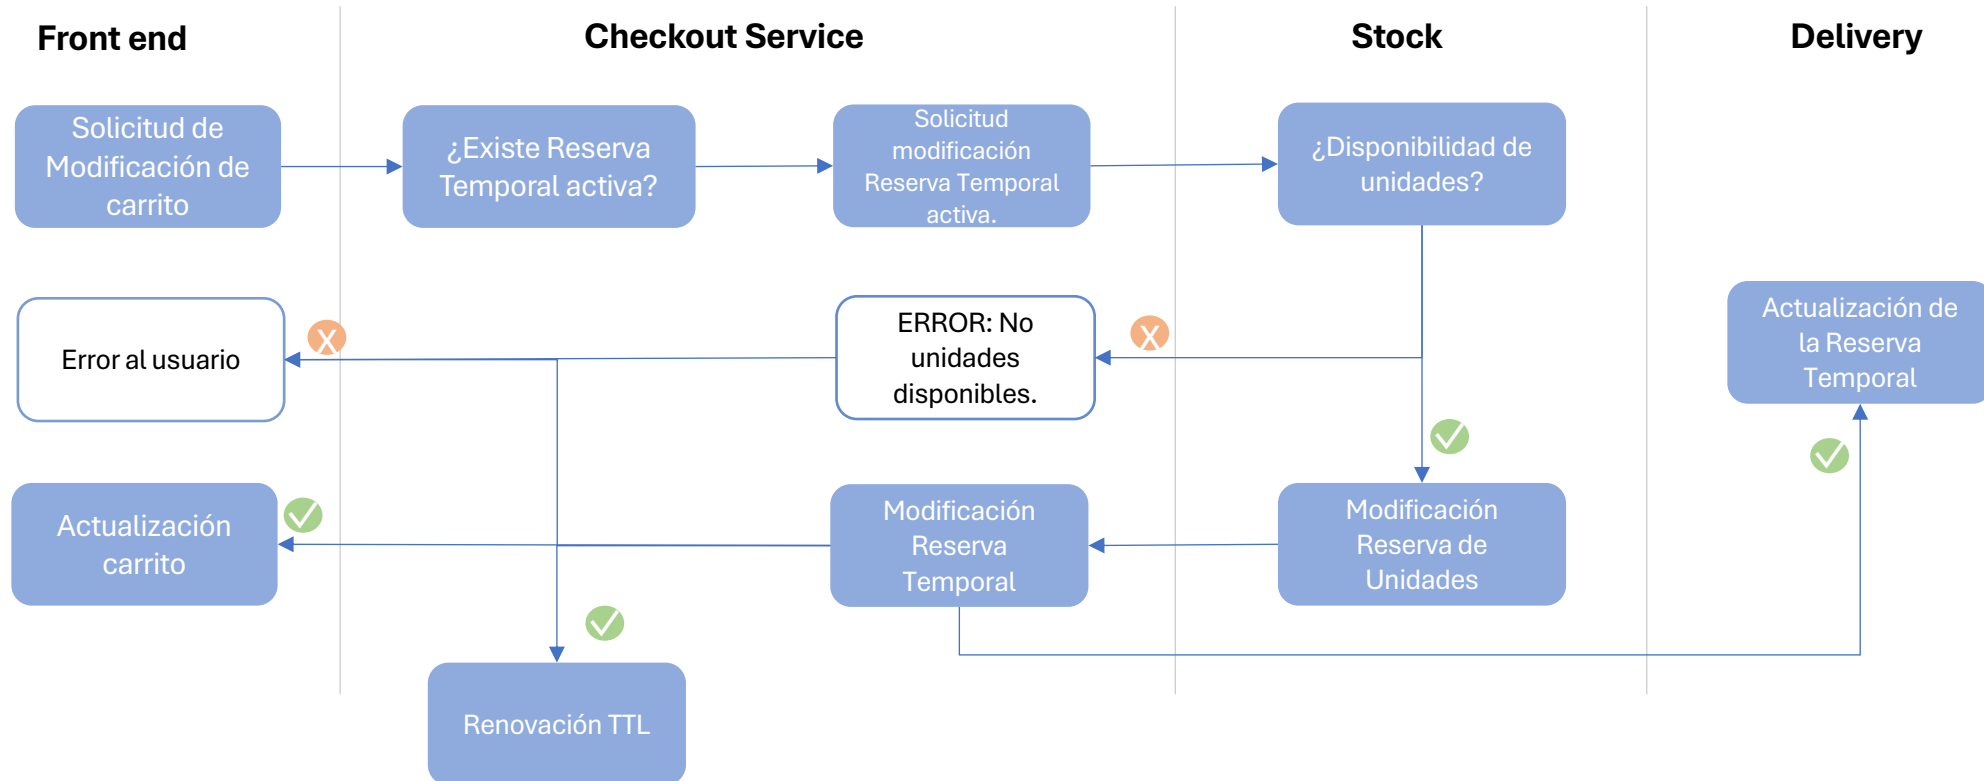 Front end
Checkout Service
Stock
Delivery
Solicitud de
Modificación de
carrito
¿Existe Reserva
Temporal activa?
Solicitud
modificación
Reserva Temporal
activa.
¿Disponibilidad de
unidades?
Error al usuario
X
ERROR: No
unidades
disponibles.
X
Actualización de
la Reserva
Temporal
Actualización
carrito
Modificación
Reserva
Temporal
Modificación
Reserva de
Unidades
Renovación TTL